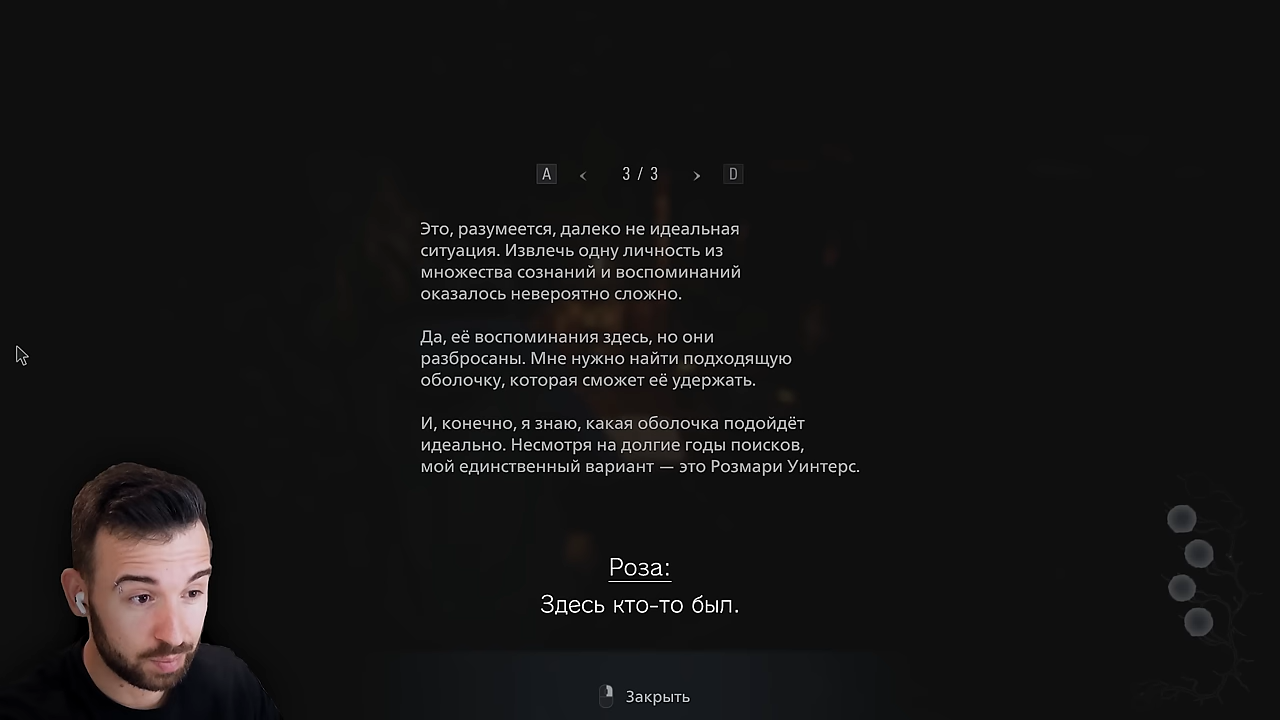 A < 3 / 3 > D
Это, разумеется, далеко не идеальная
ситуация. Извлечь одну личность из
множества сознаний и воспоминаний
оказалось невероятно сложно.
Да, её воспоминания здесь, но они
разбросаны. Мне нужно найти подходящую
оболочку, которая сможет её удержать.
И, конечно, я знаю, какая оболочка подойдёт
идеально. Несмотря на долгие годы поисков,
мой единственный вариант — это Розмари Уинтерс.
Роза:
Здесь кто-то был.
Закрыть